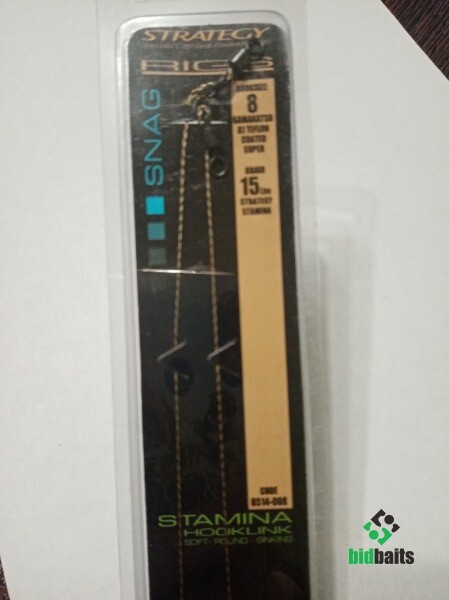 STRATEGY
RIGS
SNAG
HOOKSIZE
8
GAMAKATSU
G1 TEFLON
COATED
SUPER
BRAID
15Lbs
STRATEGY
STAMINA
CODE
8514-008
STAMINA
HOOKLINK
SOFT - ROUND - SINKING
bidbaits